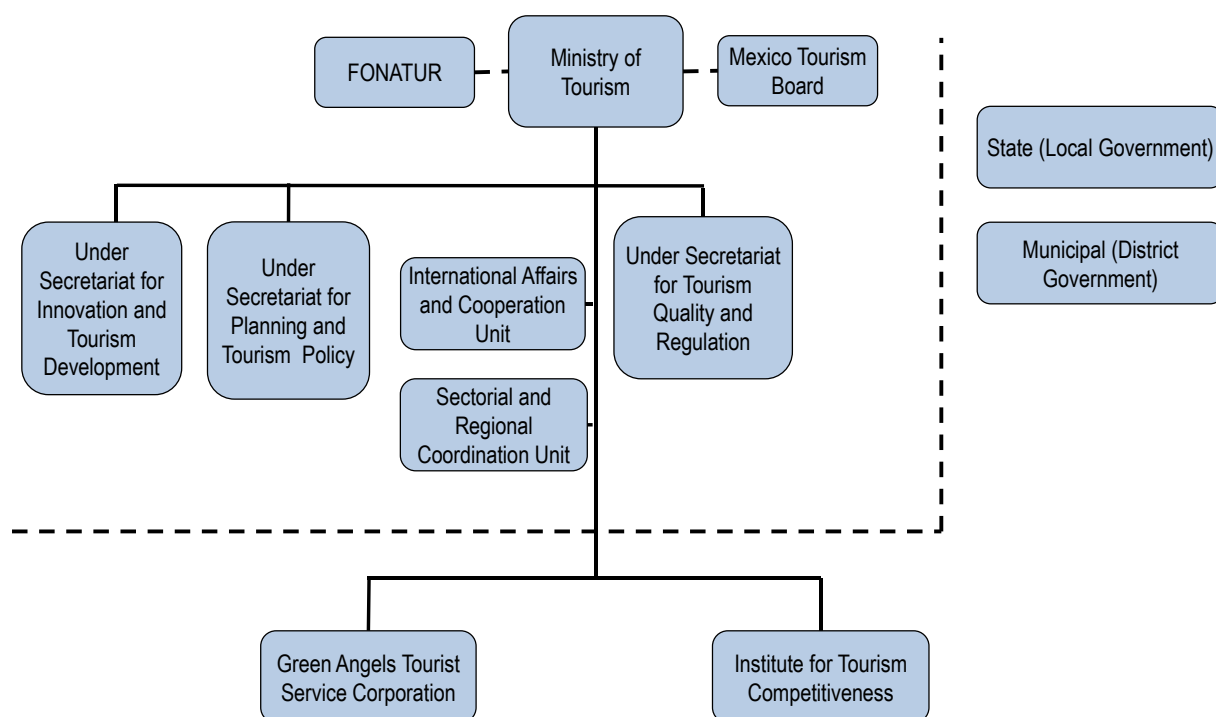 FONATUR
Ministry of
Tourism
Mexico Tourism
Board
State (Local Government)
Municipal (District
Government)
Under
Secretariat for
Innovation and
Tourism
Development
Under
Secretariat for
Planning and
Tourism Policy
International Affairs
and Cooperation
Unit
Under Secretariat
for Tourism
Quality and
Regulation
Sectorial and
Regional
Coordination Unit
Green Angels Tourist
Service Corporation
Institute for Tourism
Competitiveness